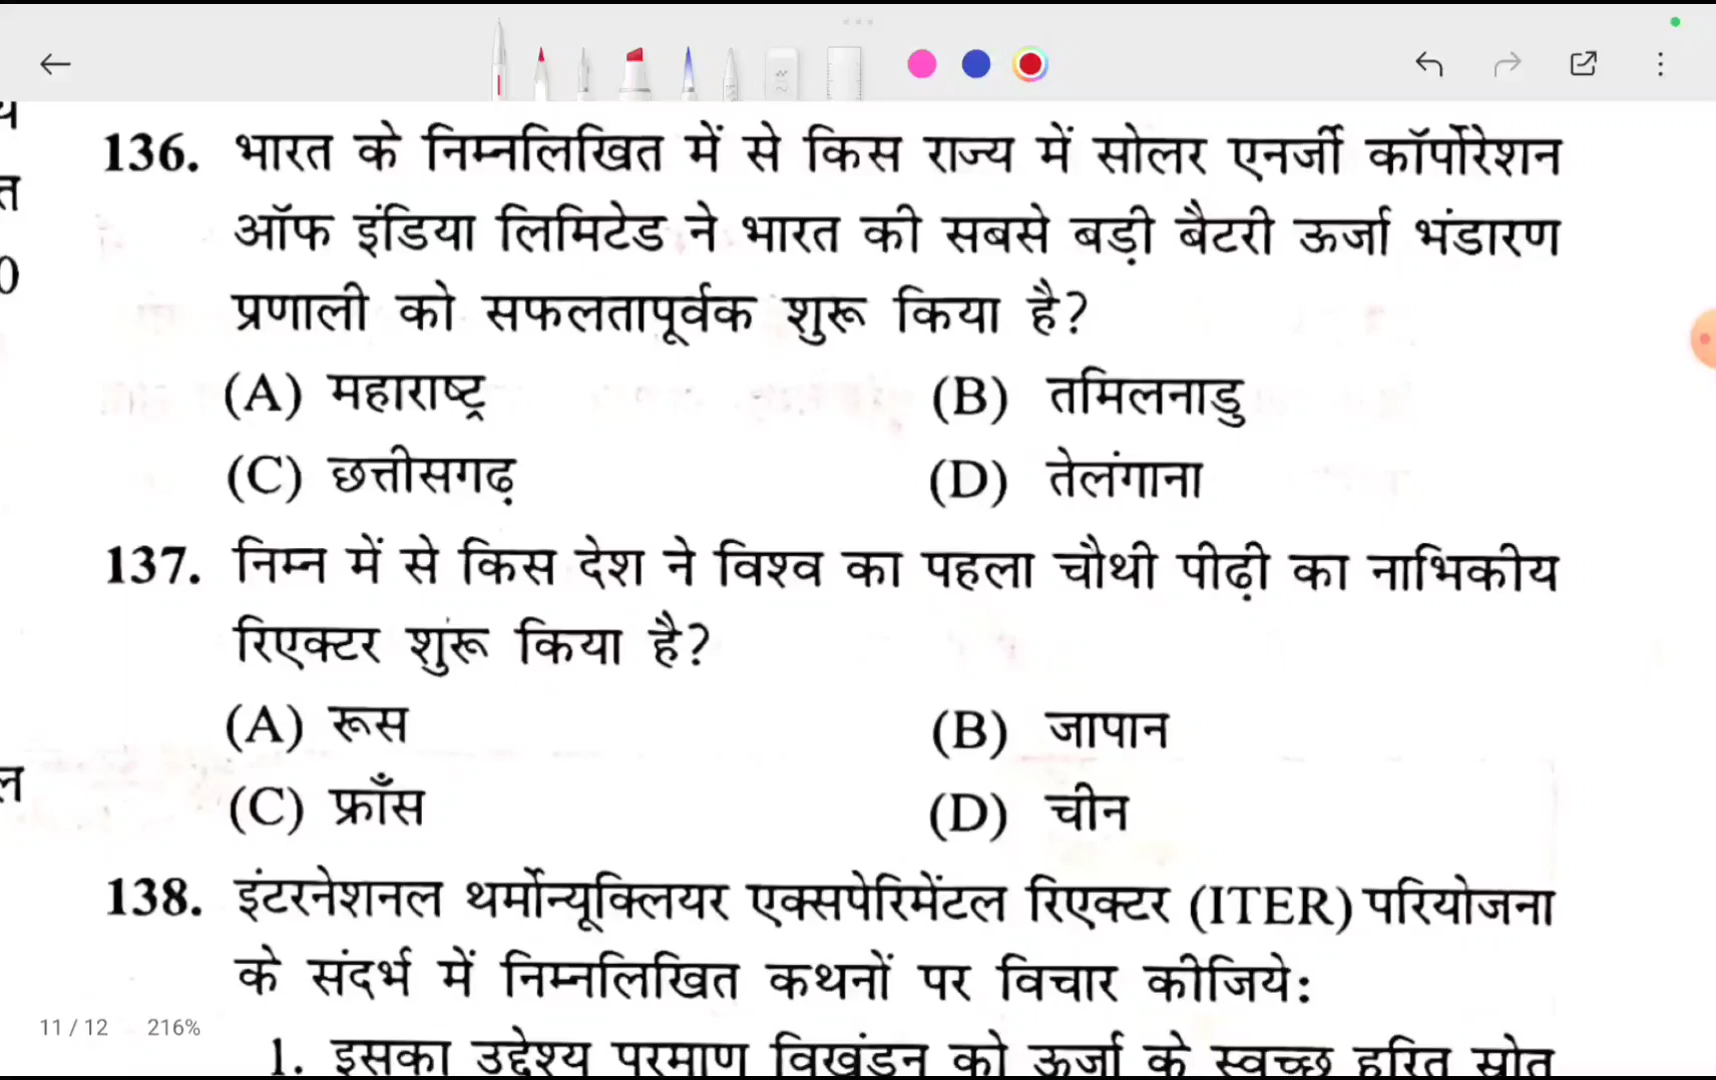 136. भारत के निम्नलिखित में से किस राज्य में सोलर एनर्जी कॉर्पोरेशन
ऑफ इंडिया लिमिटेड ने भारत की सबसे बड़ी बैटरी ऊर्जा भंडारण
प्रणाली को सफलतापूर्वक शुरू किया है?
(A) महाराष्ट्र (B) तमिलनाडु
(C) छत्तीसगढ़ (D) तेलंगाना
137. निम्न में से किस देश ने विश्व का पहला चौथी पीढ़ी का नाभिकीय
रिएक्टर शुरू किया है?
(A) रूस (B) जापान
(C) फ्राँस (D) चीन
138. इंटरनेशनल थर्मोन्यूक्लियर एक्सपेरिमेंटल रिएक्टर (ITER) परियोजना
के संदर्भ में निम्नलिखित कथनों पर विचार कीजिये:
11 / 12 216%
1. इसका उद्देश्य परमाणु विखंडन को ऊर्जा के स्वच्छ हरित स्रोत